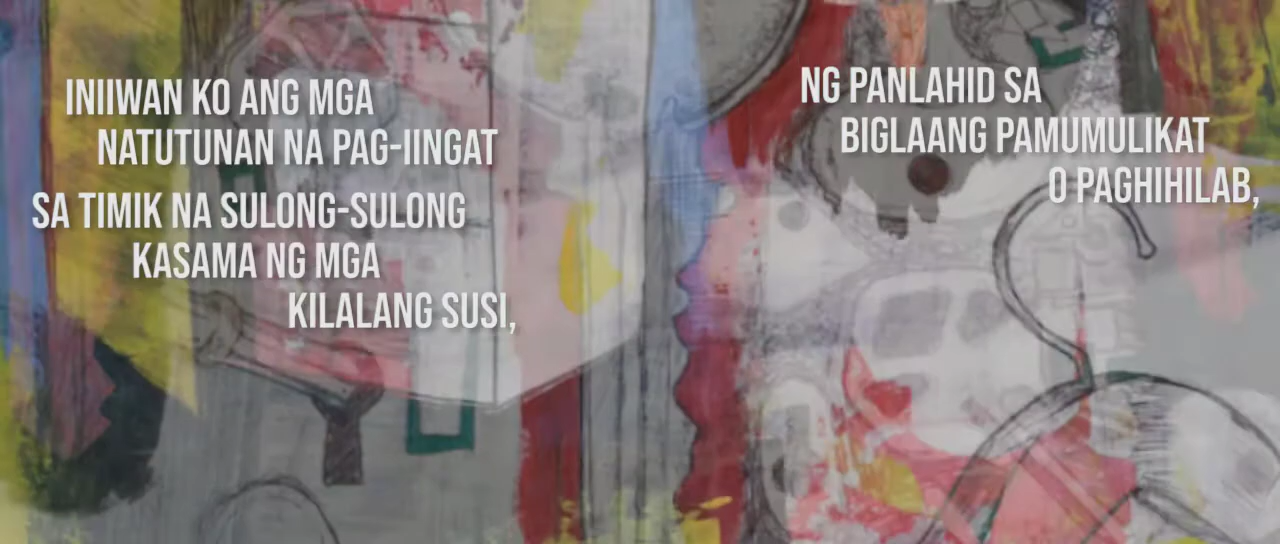 INIIWAN KO ANG MGA
NATUTUNAN NA PAG-IINGAT
SA TIMIK NA SULONG-SULONG
KASAMA NG MGA
KILALANG SUSI,
NG PANLAHID SA
BIGLAANG PAMUMULIKAT
O PAGHIHILAB,